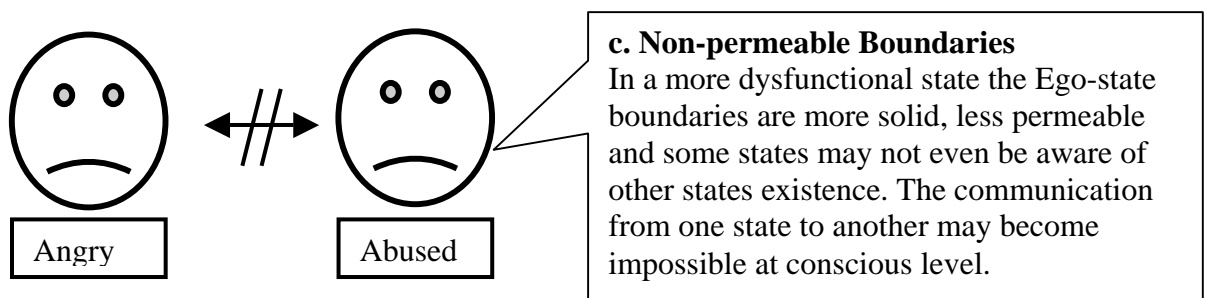 c. Non-permeable Boundaries
In a more dysfunctional state the Ego-state
boundaries are more solid, less permeable
and some states may not even be aware of
other states existence. The communication
from one state to another may become
impossible at conscious level.
Angry
Abused